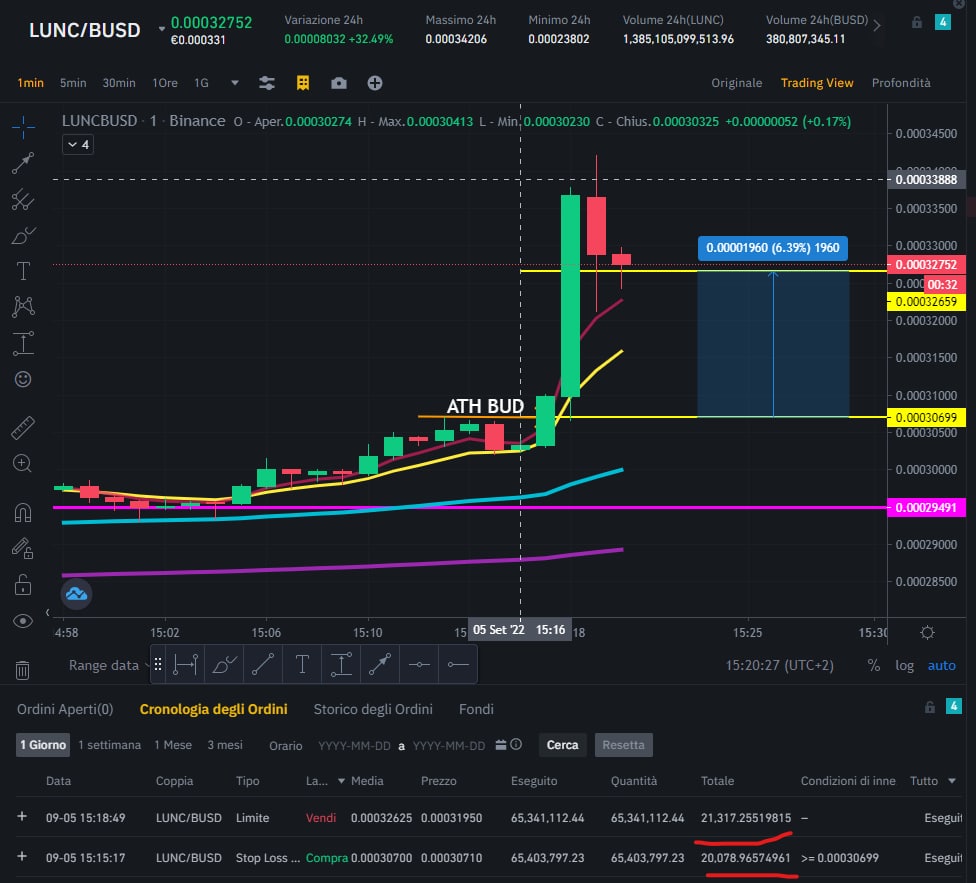 LUNC/BUSD
0.00032752
€0.000331
Variazione 24h
0.00008032 +32.49%
Massimo 24h
0.00034206
Minimo 24h
0.00023802
Volume 24h(LUNC)
1,385,105,099,513.96
Volume 24h(BUSD)
380,807,345.11
4
1min 5min 30min 1Ore 1G
Originale Trading View Profondità
LUNCBUSD · 1 · Binance O - Aper.0.00030274 H - Max.0.00030413 L - Min.0.00030230 C - Chius.0.00030325 +0.00000052 (+0.17%)
4
0.00034500
0.00033888
0.00033500
0.00001960 (6.39%) 1960
0.00033000
0.00032752
00:32
0.00032659
0.00032000
0.00031500
0.00031000
ATH BUD
0.00030699
0.00030500
0.00030000
0.00029491
0.00029000
0.00028500
4:58 15:02 15:06 15:10 15 05 Set '22 15:16 18 15:25 15:30
Range data
15:20:27 (UTC+2) % log auto
Ordini Aperti(0) Cronologia degli Ordini Storico degli Ordini Fondi
4
1 Giorno 1 settimana 1 Mese 3 mesi Orario YYYY-MM-DD a YYYY-MM-DD Cerca Resetta
Data Coppia Tipo La... Media Prezzo Eseguito Quantità Totale Condizioni di inne Tutto
+ 09-05 15:18:49 LUNC/BUSD Limite Vendi 0.00032625 0.00031950 65,341,112.44 65,341,112.44 21,317.25519815 – Eseguit
+ 09-05 15:15:17 LUNC/BUSD Stop Loss ... Compra 0.00030700 0.00030710 65,403,797.23 65,403,797.23 20,078.96574961 >= 0.00030699 Eseguit